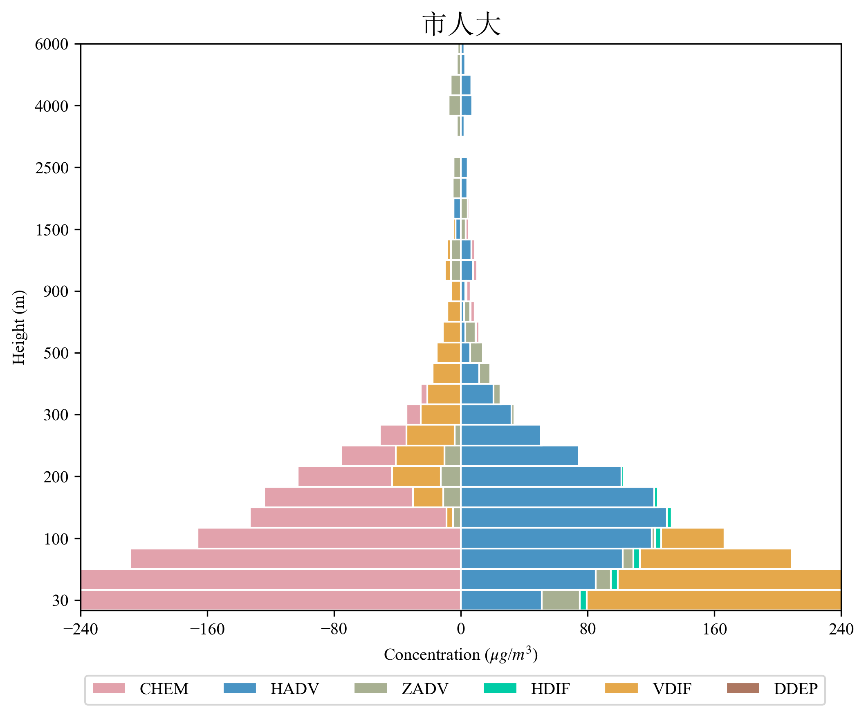 市人大
6000
4000
2500
1500
900
500
300
200
100
30
Height (m)
−240 −160 −80 0 80 160 240
Concentration (μg/m³)
CHEM HADV ZADV HDIF VDIF DDEP